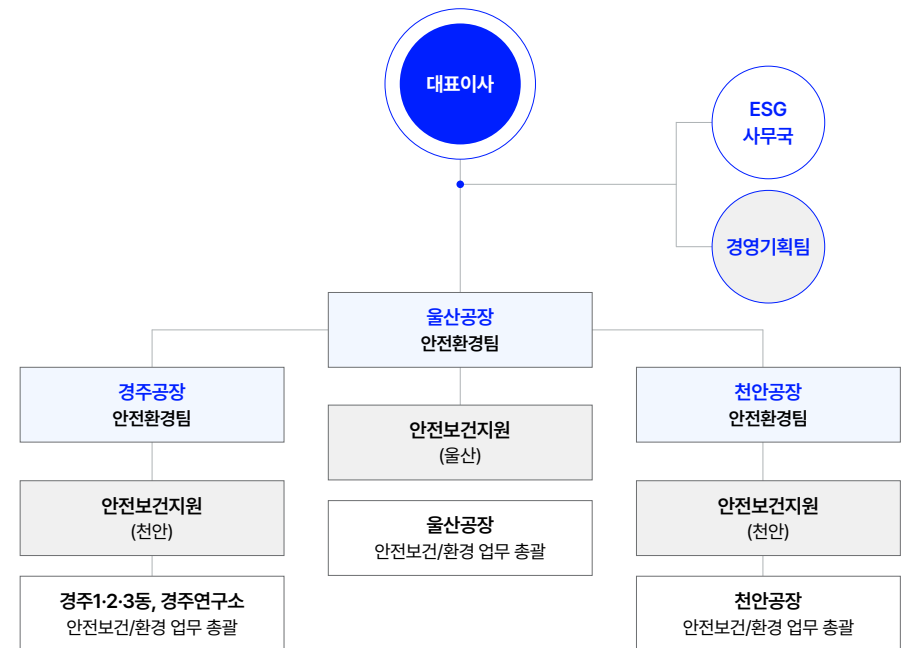 대표이사
ESG
사무국
경영기획팀
울산공장
안전환경팀
경주공장
안전환경팀
천안공장
안전환경팀
안전보건지원
(울산)
안전보건지원
(천안)
안전보건지원
(천안)
울산공장
안전보건/환경 업무 총괄
경주1·2·3동, 경주연구소
안전보건/환경 업무 총괄
천안공장
안전보건/환경 업무 총괄